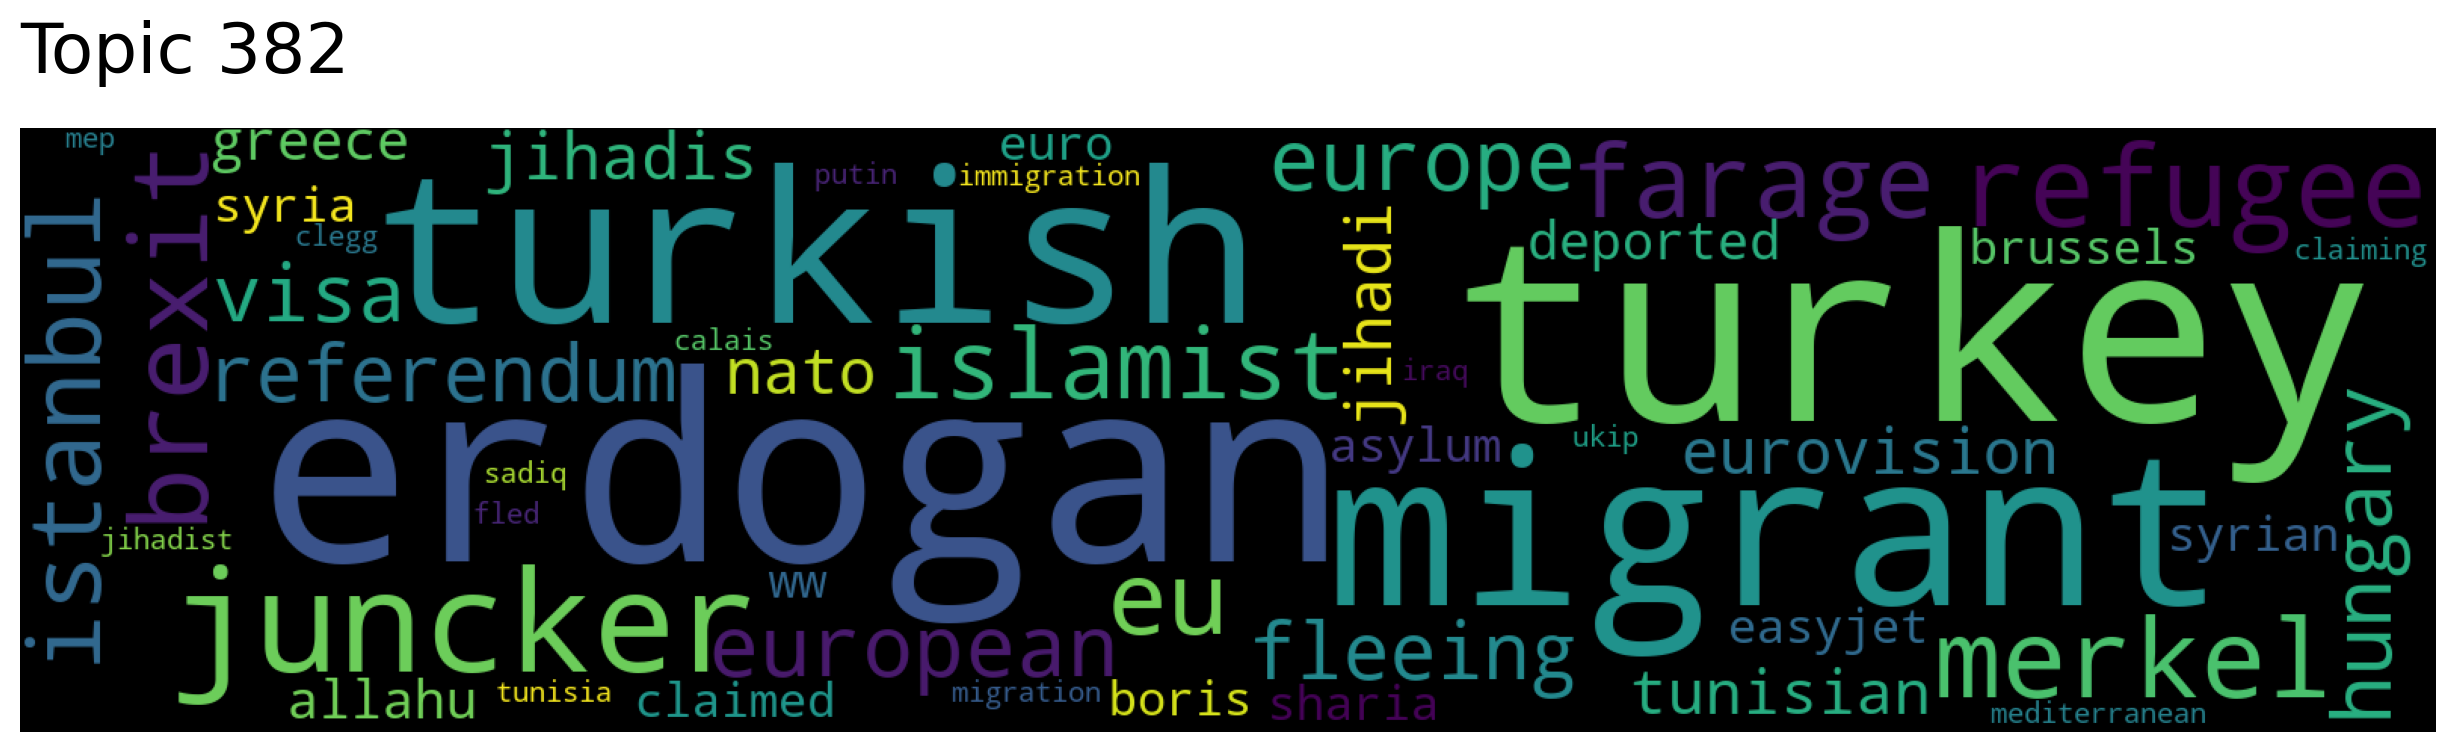 Topic 382
mep
greece
jihadis
euro
europe
farage
refugee
istanbul
brexit
syria
putin
immigration
turkish
jihadi
deported
brussels
claiming
clegg
visa
turkey
calais
referendum
nato
islamist
iraq
erdogan
asylum
ukip
eurovision
hungary
sadiq
fled
migrant
syrian
jihadist
juncker
ww
eu
european
fleeing
easyjet
merkel
allahu
tunisia
claimed
migration
boris
sharia
tunisian
mediterranean